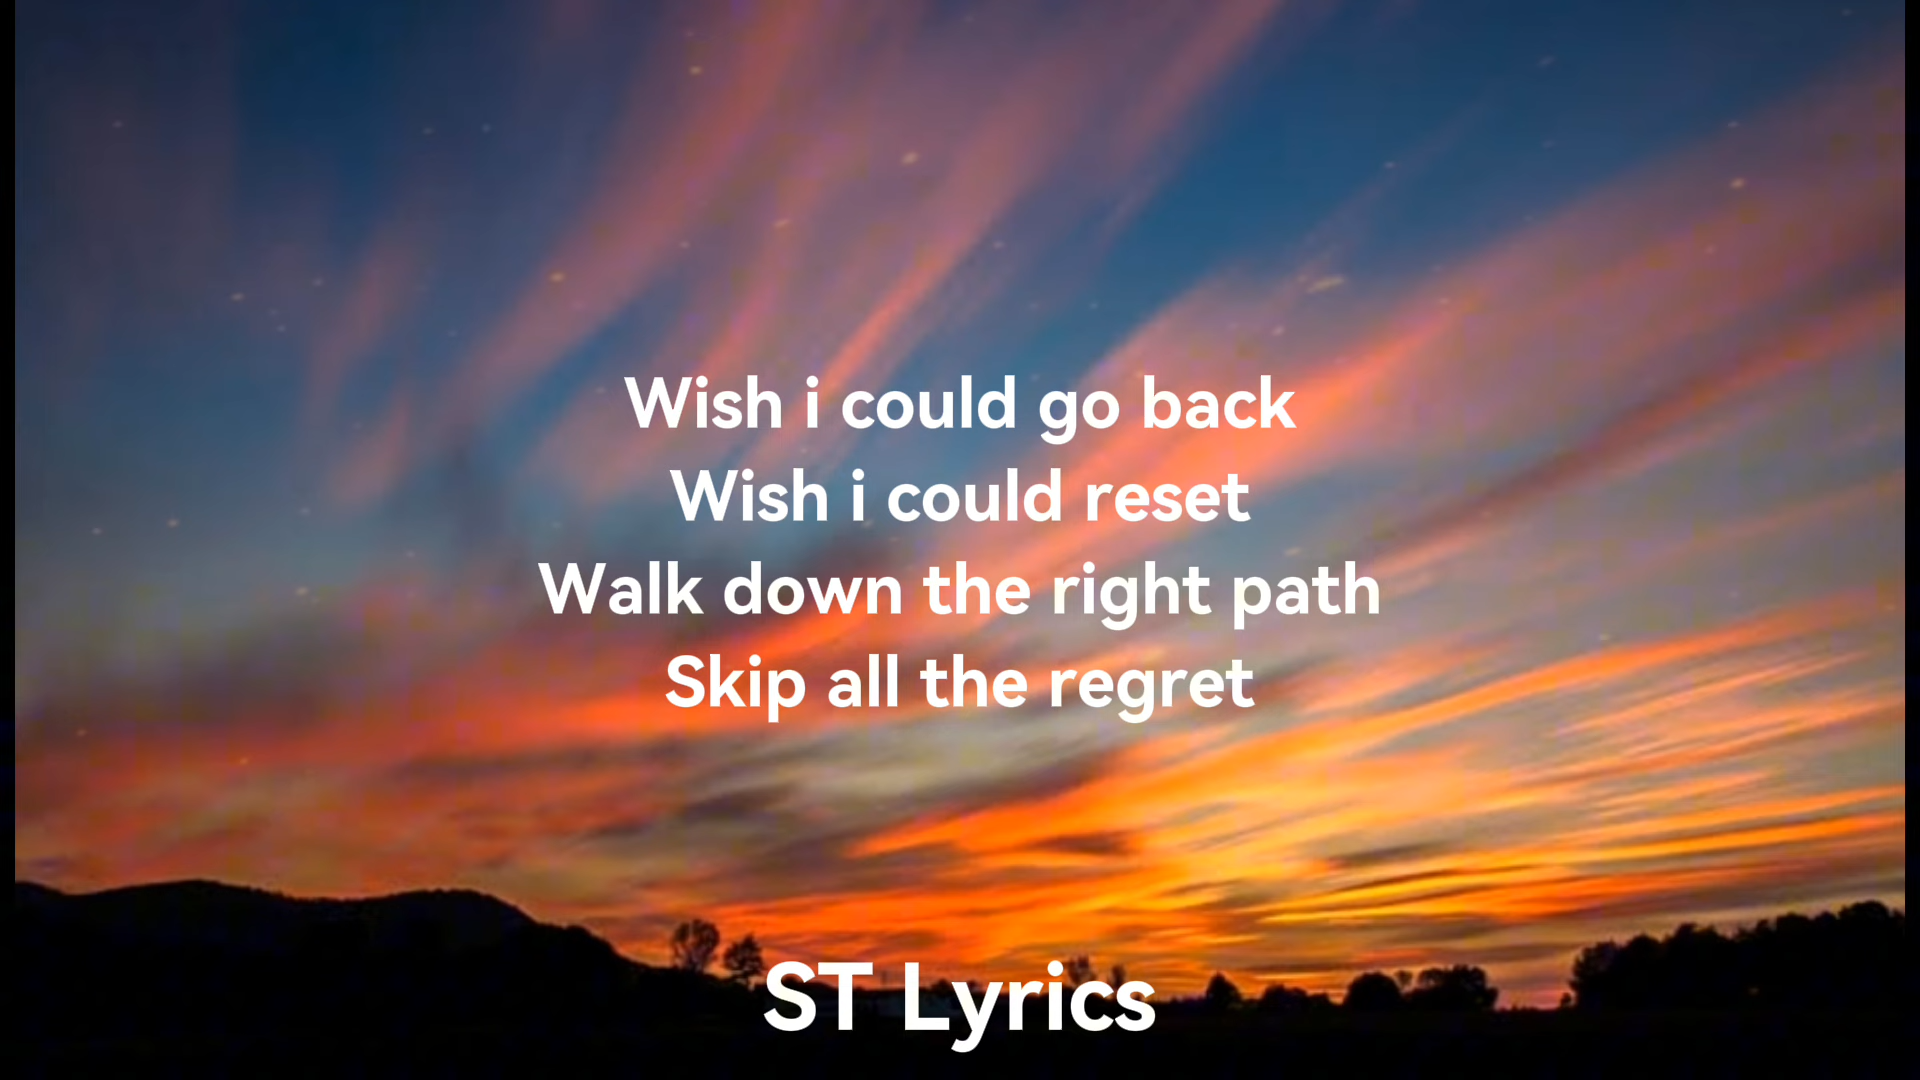 Wish i could go back
Wish i could reset
Walk down the right path
Skip all the regret
ST Lyrics